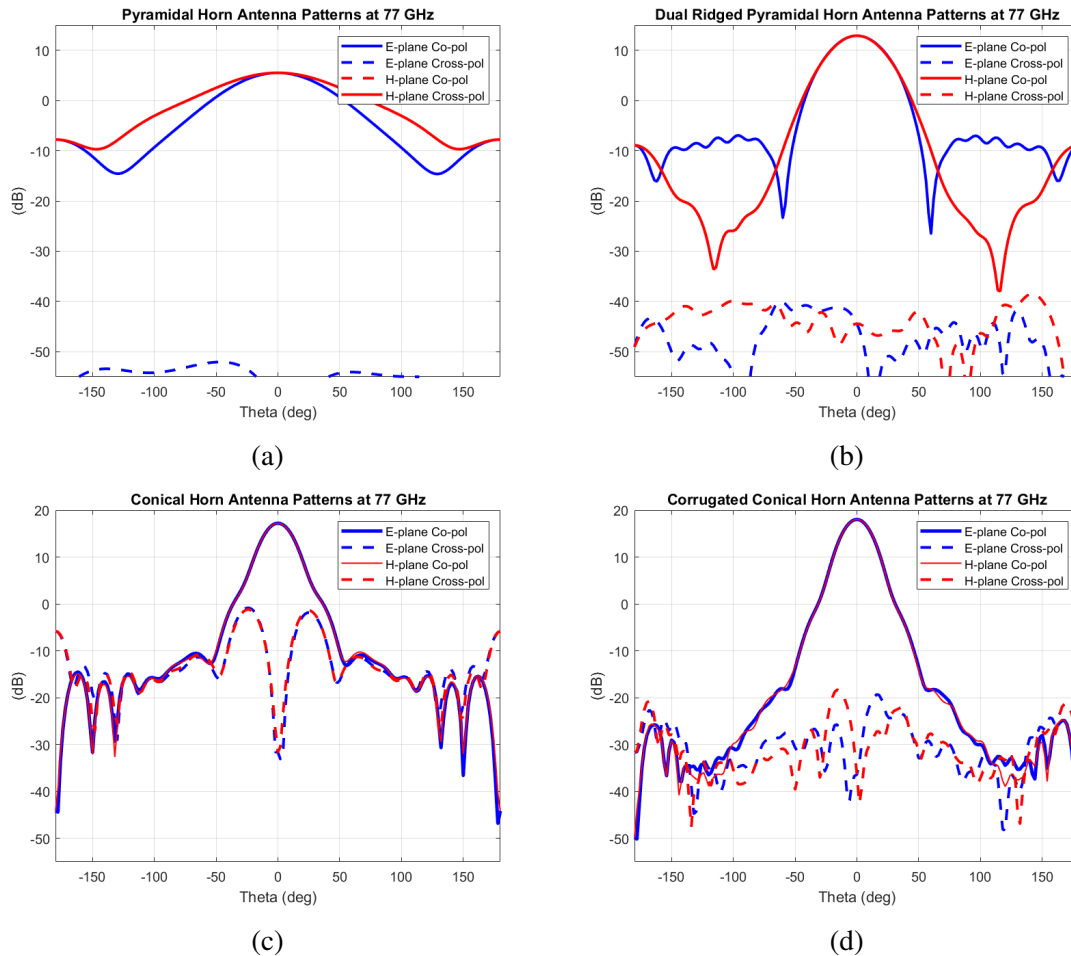 Pyramidal Horn Antenna Patterns at 77 GHz
E-plane Co-pol
E-plane Cross-pol
H-plane Co-pol
H-plane Cross-pol
10
0
-10
-20
-30
-40
-50
(dB)
-150 -100 -50 0 50 100 150
Theta (deg)
(a)
Dual Ridged Pyramidal Horn Antenna Patterns at 77 GHz
E-plane Co-pol
E-plane Cross-pol
H-plane Co-pol
H-plane Cross-pol
10
0
-10
-20
-30
-40
-50
(dB)
-150 -100 -50 0 50 100 150
Theta (deg)
(b)
Conical Horn Antenna Patterns at 77 GHz
E-plane Co-pol
E-plane Cross-pol
H-plane Co-pol
H-plane Cross-pol
20
10
0
-10
-20
-30
-40
-50
(dB)
-150 -100 -50 0 50 100 150
Theta (deg)
(c)
Corrugated Conical Horn Antenna Patterns at 77 GHz
E-plane Co-pol
E-plane Cross-pol
H-plane Co-pol
H-plane Cross-pol
20
10
0
-10
-20
-30
-40
-50
(dB)
-150 -100 -50 0 50 100 150
Theta (deg)
(d)